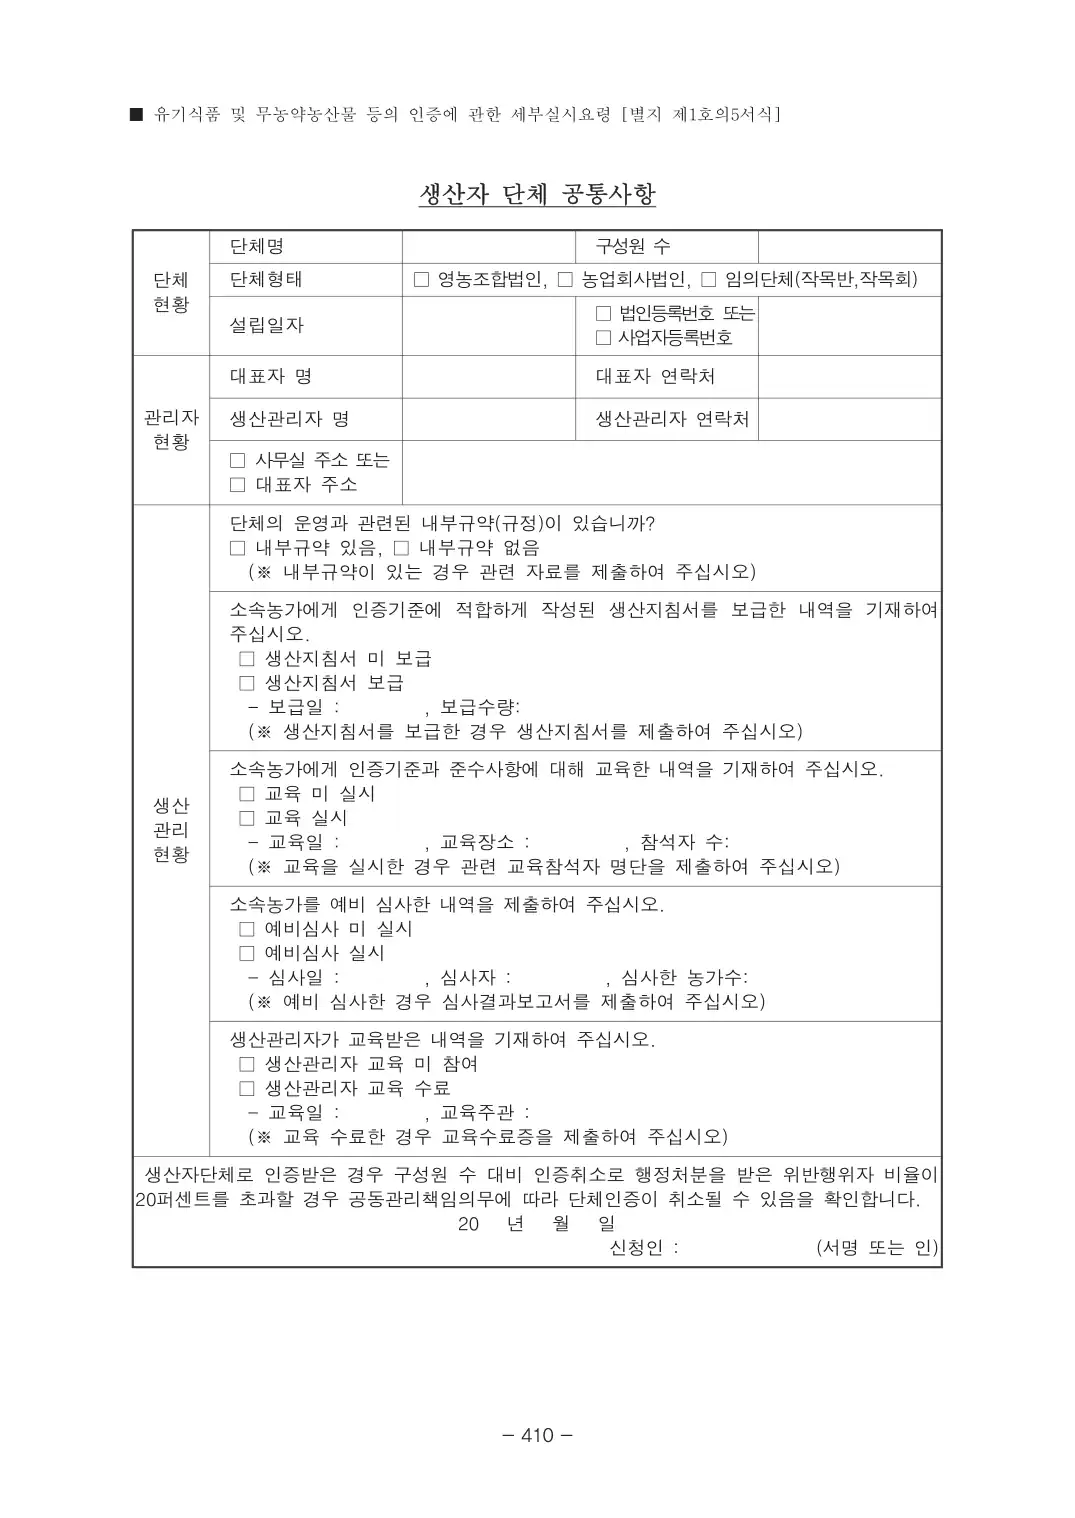 ■ 유기식품 및 무농약농산물 등의 인증에 관한 세부실시요령 [별지 제1호의5서식]
생산자 단체 공통사항
단체 현황
단체명
구성원 수
단체형태
□ 영농조합법인, □ 농업회사법인, □ 임의단체(작목반,작목회)
설립일자
□ 법인등록번호 또는
□ 사업자등록번호
관리자 현황
대표자 명
대표자 연락처
생산관리자 명
생산관리자 연락처
□ 사무실 주소 또는
□ 대표자 주소
생산 관리 현황
단체의 운영과 관련된 내부규약(규정)이 있습니까?
□ 내부규약 있음, □ 내부규약 없음
(※ 내부규약이 있는 경우 관련 자료를 제출하여 주십시오)
소속농가에게 인증기준에 적합하게 작성된 생산지침서를 보급한 내역을 기재하여
주십시오.
□ 생산지침서 미 보급
□ 생산지침서 보급
- 보급일 : , 보급수량:
(※ 생산지침서를 보급한 경우 생산지침서를 제출하여 주십시오)
소속농가에게 인증기준과 준수사항에 대해 교육한 내역을 기재하여 주십시오.
□ 교육 미 실시
□ 교육 실시
- 교육일 : , 교육장소 : , 참석자 수:
(※ 교육을 실시한 경우 관련 교육참석자 명단을 제출하여 주십시오)
소속농가를 예비 심사한 내역을 제출하여 주십시오.
□ 예비심사 미 실시
□ 예비심사 실시
- 심사일 : , 심사자 : , 심사한 농가수:
(※ 예비 심사한 경우 심사결과보고서를 제출하여 주십시오)
생산관리자가 교육받은 내역을 기재하여 주십시오.
□ 생산관리자 교육 미 참여
□ 생산관리자 교육 수료
- 교육일 : , 교육주관 :
(※ 교육 수료한 경우 교육수료증을 제출하여 주십시오)
생산자단체로 인증받은 경우 구성원 수 대비 인증취소로 행정처분을 받은 위반행위자 비율이
20퍼센트를 초과할 경우 공동관리책임의무에 따라 단체인증이 취소될 수 있음을 확인합니다.
20 년 월 일
신청인 : (서명 또는 인)
- 410 -